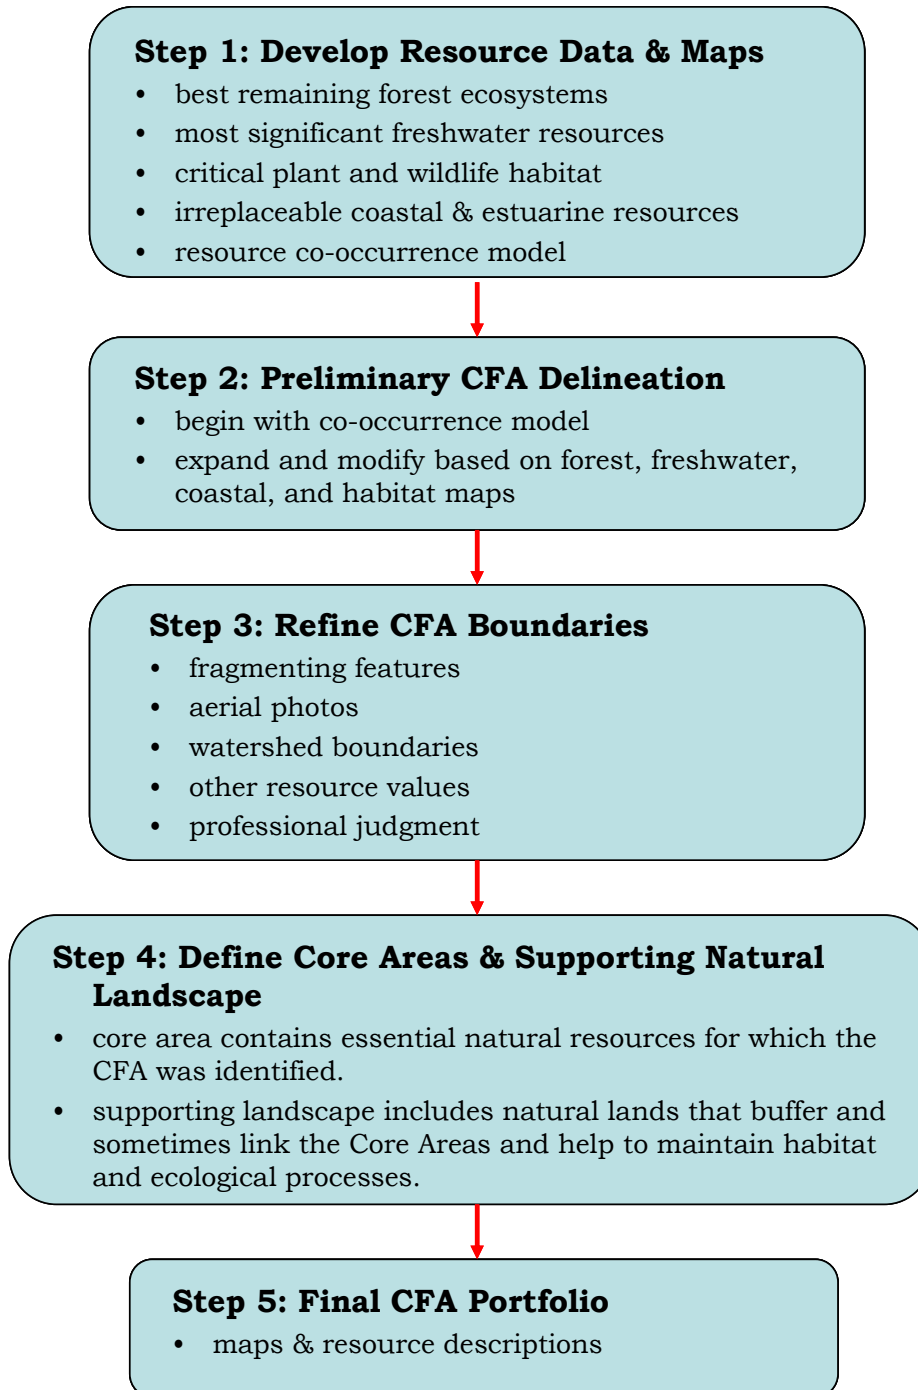 Step 1: Develop Resource Data & Maps
• best remaining forest ecosystems
• most significant freshwater resources
• critical plant and wildlife habitat
• irreplaceable coastal & estuarine resources
• resource co-occurrence model
Step 2: Preliminary CFA Delineation
• begin with co-occurrence model
• expand and modify based on forest, freshwater,
coastal, and habitat maps
Step 3: Refine CFA Boundaries
• fragmenting features
• aerial photos
• watershed boundaries
• other resource values
• professional judgment
Step 4: Define Core Areas & Supporting Natural
Landscape
• core area contains essential natural resources for which the
CFA was identified.
• supporting landscape includes natural lands that buffer and
sometimes link the Core Areas and help to maintain habitat
and ecological processes.
Step 5: Final CFA Portfolio
• maps & resource descriptions